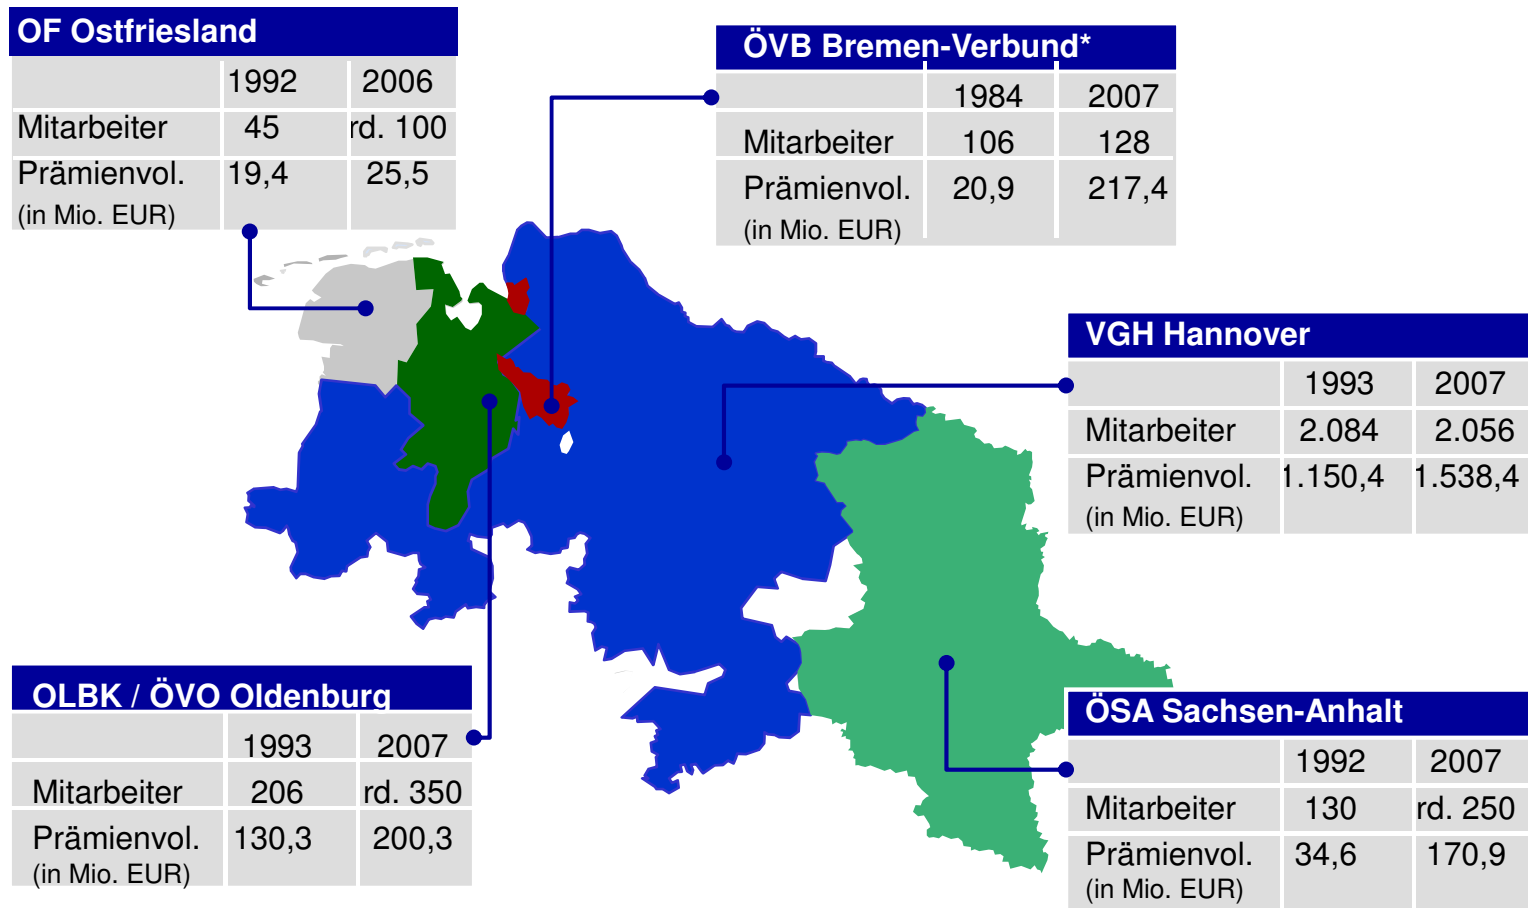 OF Ostfriesland
1992 2006
Mitarbeiter 45 rd. 100
Prämienvol. 19,4 25,5
(in Mio. EUR)
ÖVB Bremen-Verbund*
1984 2007
Mitarbeiter 106 128
Prämienvol. 20,9 217,4
(in Mio. EUR)
VGH Hannover
1993 2007
Mitarbeiter 2.084 2.056
Prämienvol. 1.150,4 1.538,4
(in Mio. EUR)
OLBK / ÖVO Oldenburg
1993 2007
Mitarbeiter 206 rd. 350
Prämienvol. 130,3 200,3
(in Mio. EUR)
ÖSA Sachsen-Anhalt
1992 2007
Mitarbeiter 130 rd. 250
Prämienvol. 34,6 170,9
(in Mio. EUR)